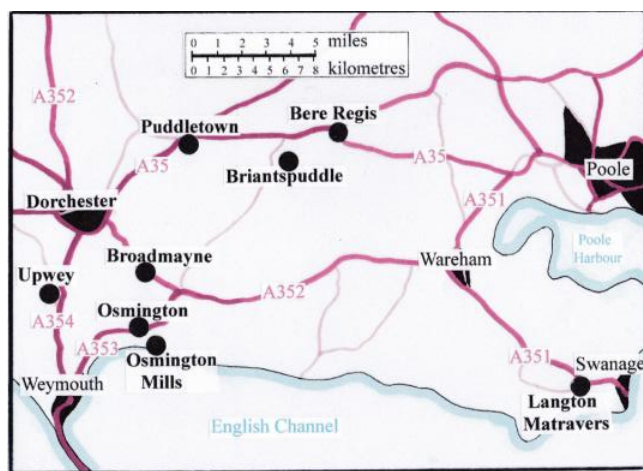 0 1 2 3 4 5 miles
0 1 2 3 4 5 6 7 8 kilometres
A352
Puddletown
Bere Regis
A35
Briantspuddle
A35
Poole
Dorchester
A351
Poole
Harbour
Broadmayne
Wareham
Upwey
A352
Osmington
A354
A353
Osmington
Mills
A351
Swanage
Weymouth
Langton
Matravers
English Channel